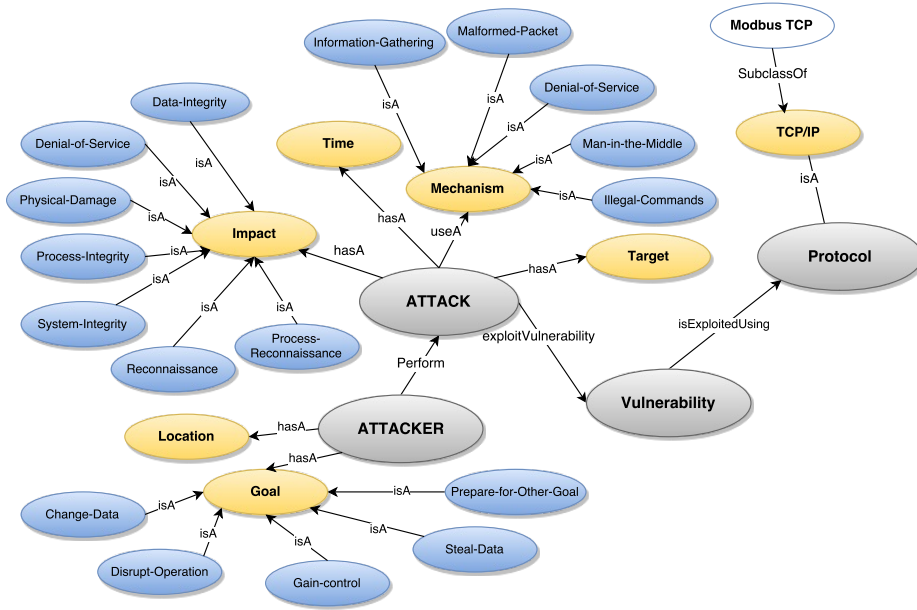 Modbus TCP
Malformed-Packet
Information-Gathering
SubclassOf
Denial-of-Service
isA
isA
Data-Integrity
isA
TCP/IP
Time
Man-in-the-Middle
Denial-of-Service
isA
isA
isA
isA
Mechanism
isA
Physical-Damage
isA
isA
Illegal-Commands
hasA
useA
Impact
Process-Integrity
isA
hasA
Target
Protocol
hasA
isA
ATTACK
System-Integrity
isA
isA
isExploitedUsing
exploitVulnerability
Process-
Reconnaissance
Reconnaissance
Perform
Vulnerability
Location
hasA
ATTACKER
hasA
Goal
isA
Prepare-for-Other-Goal
Change-Data
isA
isA
isA
isA
Steal-Data
Disrupt-Operation
Gain-control